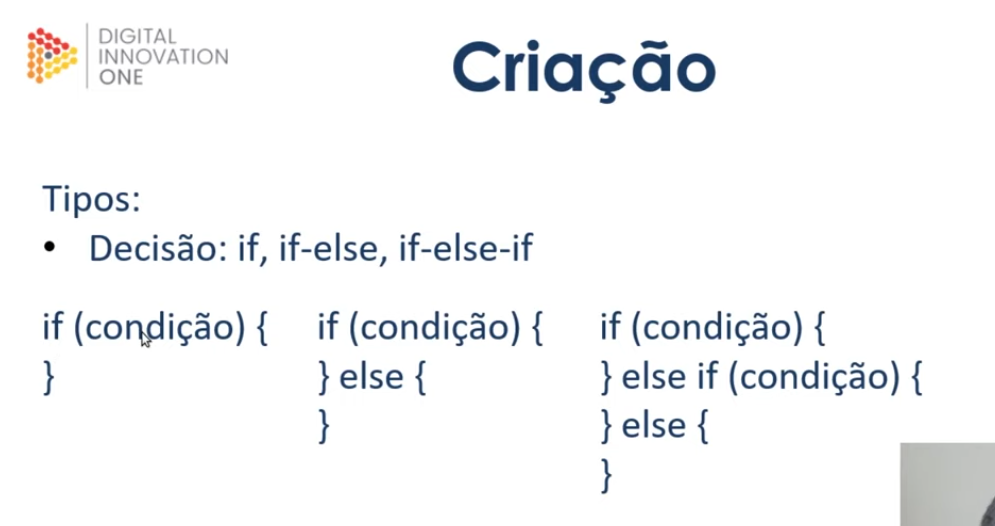 DIGITAL
INNOVATION
ONE
Criação
Tipos:
• Decisão: if, if-else, if-else-if
if (condição) {
}
if (condição) {
} else {
}
if (condição) {
} else if (condição) {
} else {
}